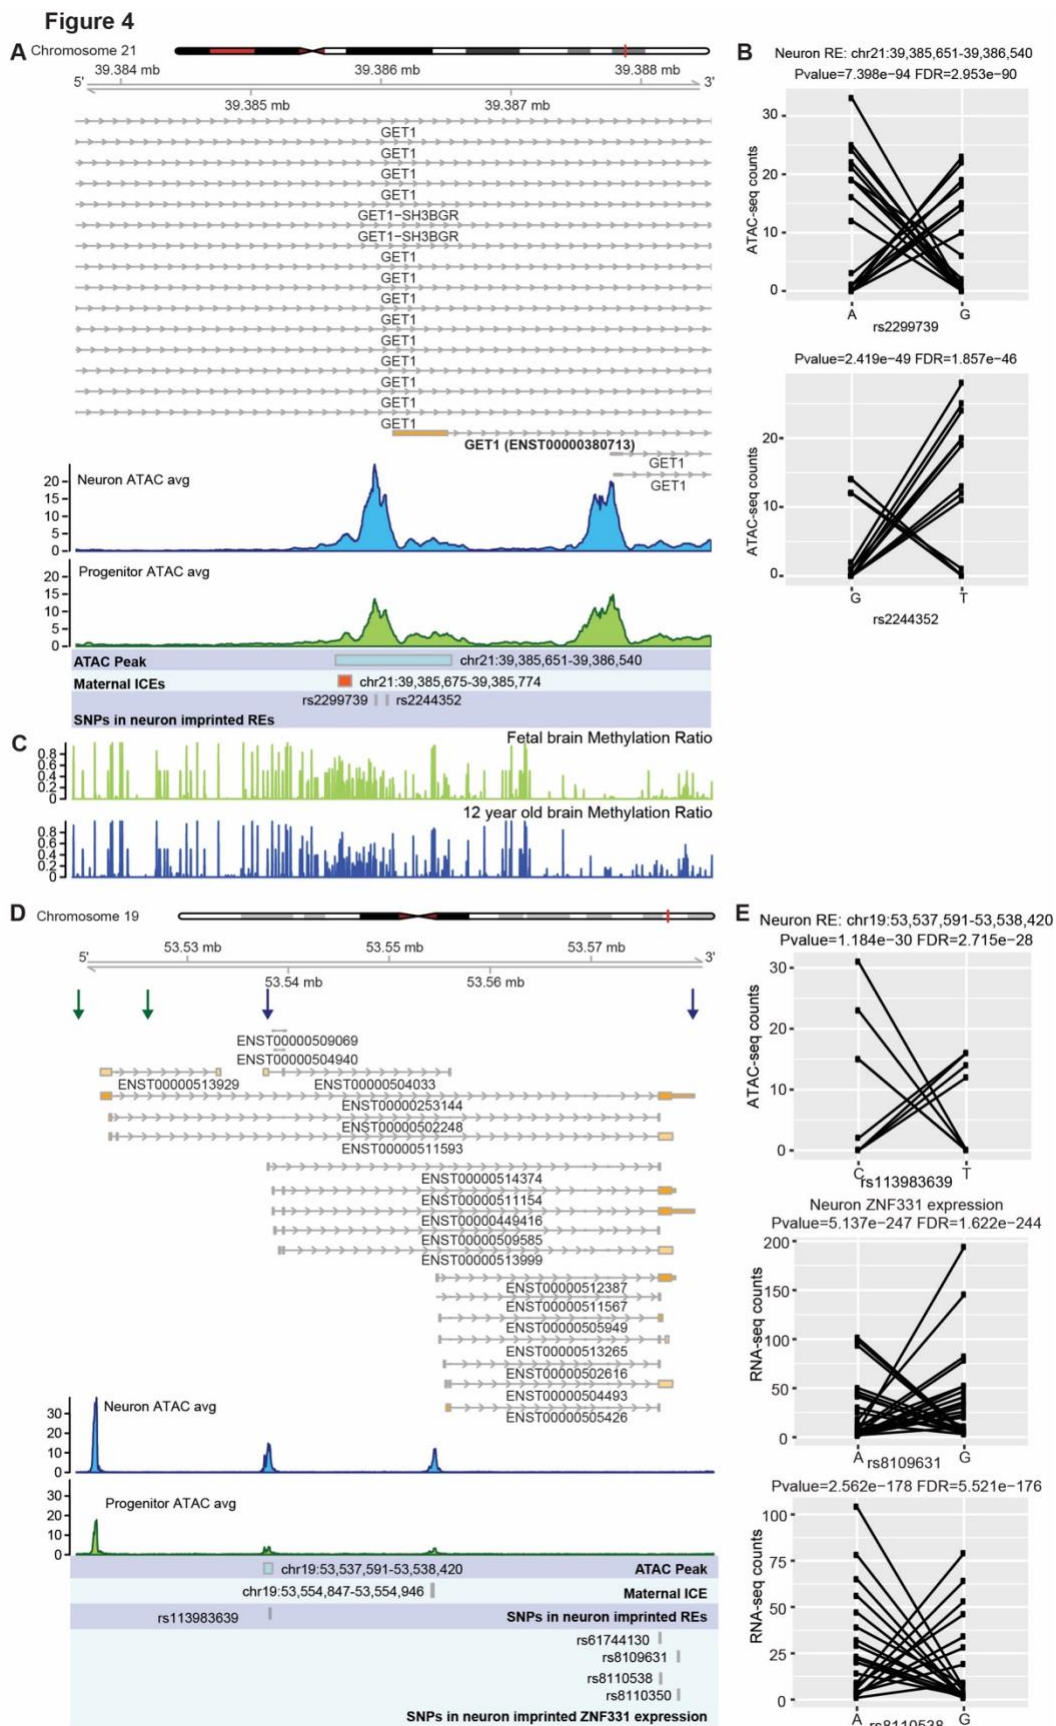 Figure 4
A Chromosome 21
39.384 mb 39.386 mb 39.388 mb
5' 3'
39.385 mb 39.387 mb
GET1
GET1
GET1
GET1
GET1−SH3BGR
GET1−SH3BGR
GET1
GET1
GET1
GET1
GET1
GET1
GET1
GET1
GET1
GET1 (ENST00000380713)
GET1
GET1
Neuron ATAC avg
20
15
10
5
0
Progenitor ATAC avg
20
15
10
5
0
ATAC Peak chr21:39,385,651-39,386,540
Maternal ICEs chr21:39,385,675-39,385,774
rs2299739 rs2244352
SNPs in neuron imprinted REs
B Neuron RE: chr21:39,385,651-39,386,540
Pvalue=7.398e−94 FDR=2.953e−90
ATAC−seq counts
30
20
10
0
A G
rs2299739
Pvalue=2.419e−49 FDR=1.857e−46
ATAC−seq counts
20
10
0
G T
rs2244352
C Fetal brain Methylation Ratio
0.8
0.6
0.4
0.2
0
12 year old brain Methylation Ratio
0.8
0.6
0.4
0.2
0
D Chromosome 19
53.53 mb 53.55 mb 53.57 mb
5' 3'
53.54 mb 53.56 mb
ENST00000509069
ENST00000504940
ENST00000513929 ENST00000504033
ENST00000253144
ENST00000502248
ENST00000511593
ENST00000514374
ENST00000511154
ENST00000449416
ENST00000509585
ENST00000513999
ENST00000512387
ENST00000511567
ENST00000505949
ENST00000513265
ENST00000502616
ENST00000504493
ENST00000505426
Neuron ATAC avg
30
20
10
0
Progenitor ATAC avg
30
20
10
0
chr19:53,537,591-53,538,420 ATAC Peak
chr19:53,554,847-53,554,946 Maternal ICE
rs113983639 SNPs in neuron imprinted REs
rs61744130
rs8109631
rs8110538
rs8110350
SNPs in neuron imprinted ZNF331 expression
E Neuron RE: chr19:53,537,591-53,538,420
Pvalue=1.184e−30 FDR=2.715e−28
ATAC−seq counts
30
20
10
0
C T
rs113983639
Neuron ZNF331 expression
Pvalue=5.137e−247 FDR=1.622e−244
RNA−seq counts
200
150
100
50
0
A G
rs8109631
Pvalue=2.562e−178 FDR=5.521e−176
RNA−seq counts
100
75
50
25
0
A G
rs8110538